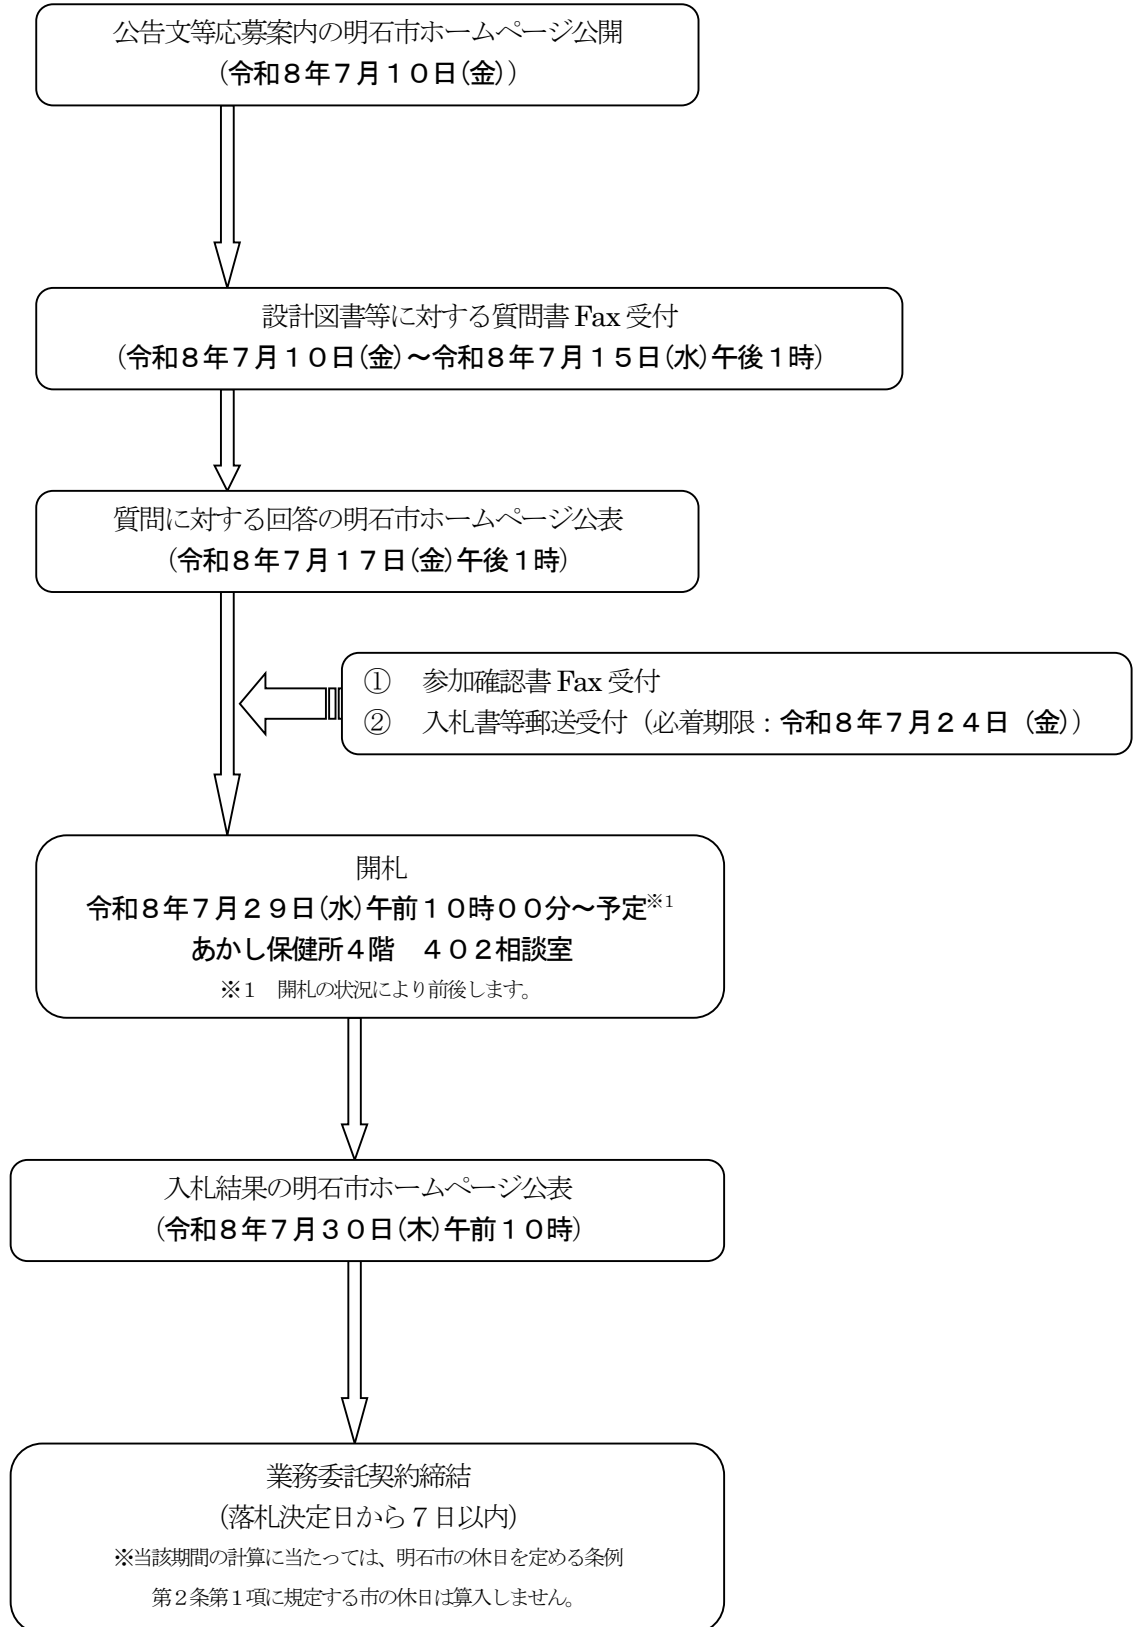 公告文等応募案内の明石市ホームページ公開
(令和８年７月１０日(金))
設計図書等に対する質問書 Fax 受付
(令和８年７月１０日(金)～令和８年７月１５日(水)午後１時)
質問に対する回答の明石市ホームページ公表
(令和８年７月１７日(金)午後１時)
①　参加確認書 Fax 受付
②　入札書等郵送受付（必着期限：令和８年７月２４日（金））
開札
令和８年７月２９日(水)午前１０時００分～予定※1
あかし保健所４階　４０２相談室
※１　開札の状況により前後します。
入札結果の明石市ホームページ公表
(令和８年７月３０日(木)午前１０時)
業務委託契約締結
(落札決定日から７日以内)
※当該期間の計算に当たっては、明石市の休日を定める条例
第２条第１項に規定する市の休日は算入しません。